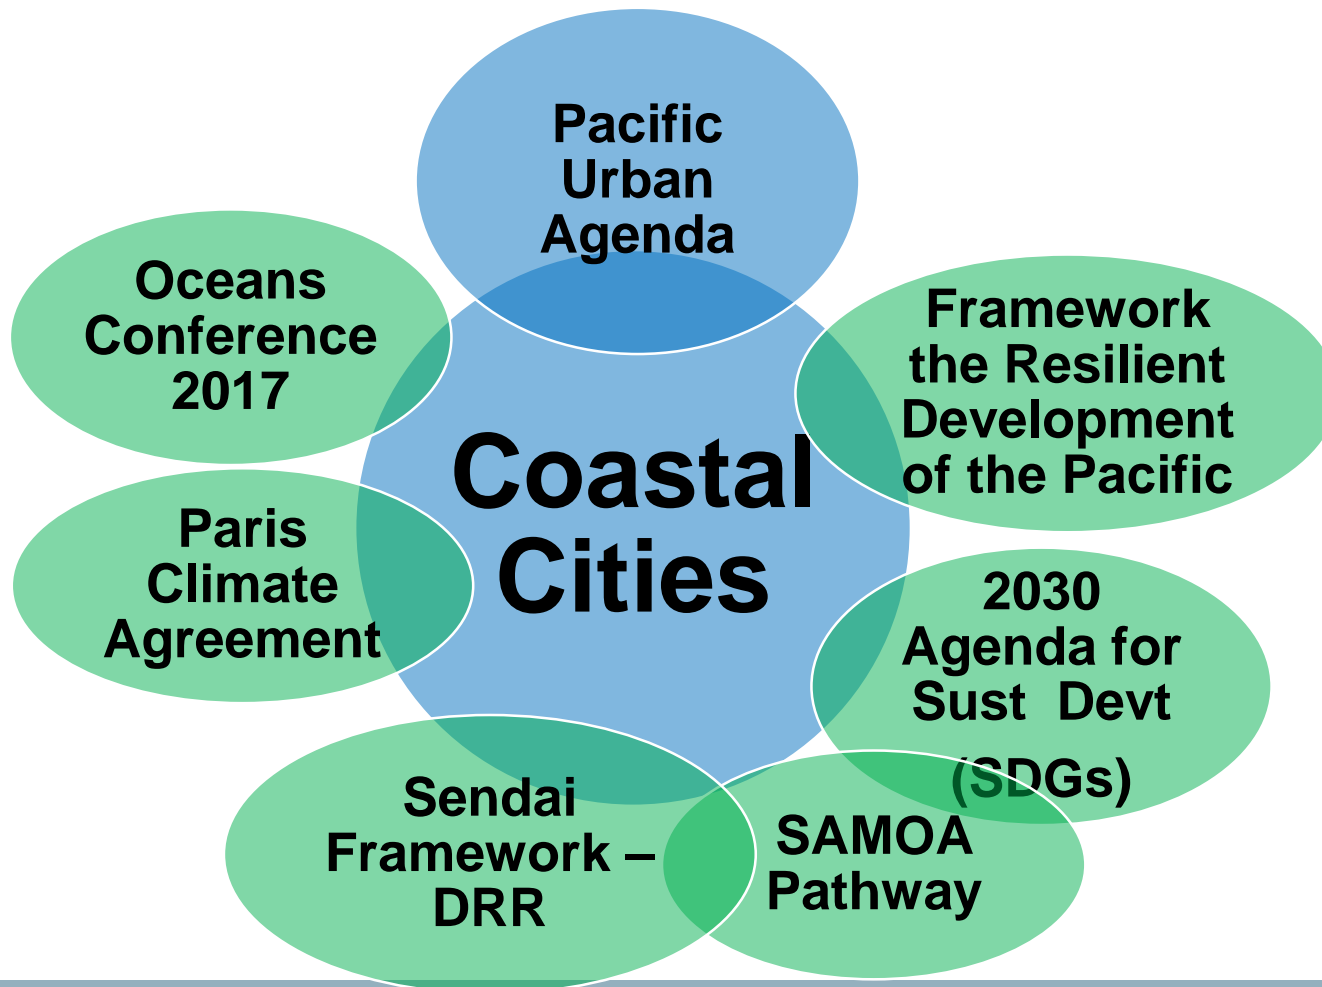 Pacific
Urban
Agenda
Oceans
Conference
2017
Framework
the Resilient
Development
of the Pacific
Coastal
Cities
Paris
Climate
Agreement
2030
Agenda for
Sust  Devt
(SDGs)
Sendai
Framework –
DRR
SAMOA
Pathway